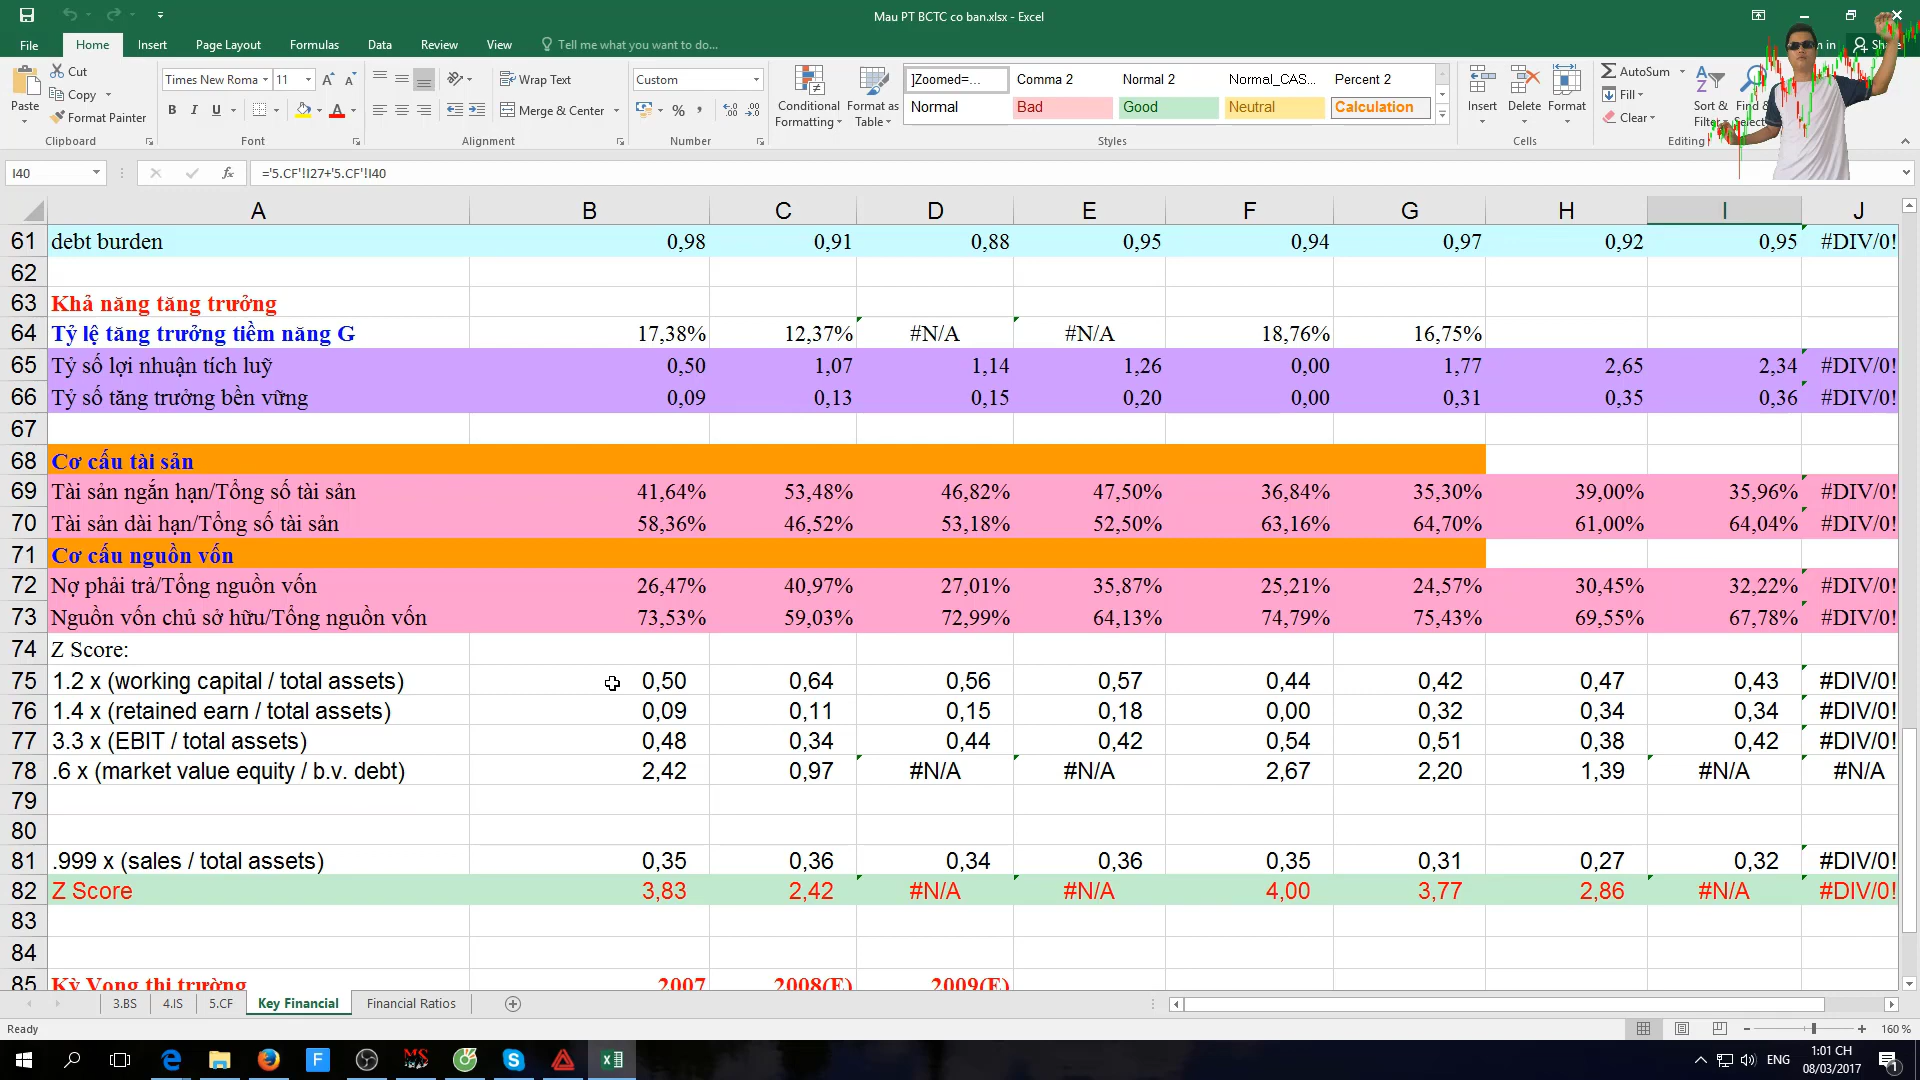 Mau PT BCTC co ban.xlsx - Excel
File Home Insert Page Layout Formulas Data Review View Tell me what you want to do... in Share
Paste Cut Copy Format Painter Clipboard
Times New Roma 11 B I U Font
Wrap Text Merge & Center Alignment
Custom % Number
Conditional Formatting Format as Table
]Zoomed=... Comma 2 Normal 2 Normal_CAS... Percent 2
Normal Bad Good Neutral Calculation
Styles
Insert Delete Format Cells
AutoSum Fill Clear Sort & Filter Find & Select Editing
I40 fx ='5.CF'!I27+'5.CF'!I40
A B C D E F G H I J
61 debt burden 0,98 0,91 0,88 0,95 0,94 0,97 0,92 0,95 #DIV/0!
62
63 Khả năng tăng trưởng
64 Tỷ lệ tăng trưởng tiềm năng G 17,38% 12,37% #N/A #N/A 18,76% 16,75%
65 Tỷ số lợi nhuận tích luỹ 0,50 1,07 1,14 1,26 0,00 1,77 2,65 2,34 #DIV/0!
66 Tỷ số tăng trưởng bền vững 0,09 0,13 0,15 0,20 0,00 0,31 0,35 0,36 #DIV/0!
67
68 Cơ cấu tài sản
69 Tài sản ngắn hạn/Tổng số tài sản 41,64% 53,48% 46,82% 47,50% 36,84% 35,30% 39,00% 35,96% #DIV/0!
70 Tài sản dài hạn/Tổng số tài sản 58,36% 46,52% 53,18% 52,50% 63,16% 64,70% 61,00% 64,04% #DIV/0!
71 Cơ cấu nguồn vốn
72 Nợ phải trả/Tổng nguồn vốn 26,47% 40,97% 27,01% 35,87% 25,21% 24,57% 30,45% 32,22% #DIV/0!
73 Nguồn vốn chủ sở hữu/Tổng nguồn vốn 73,53% 59,03% 72,99% 64,13% 74,79% 75,43% 69,55% 67,78% #DIV/0!
74 Z Score:
75 1.2 x (working capital / total assets) 0,50 0,64 0,56 0,57 0,44 0,42 0,47 0,43 #DIV/0!
76 1.4 x (retained earn / total assets) 0,09 0,11 0,15 0,18 0,00 0,32 0,34 0,34 #DIV/0!
77 3.3 x (EBIT / total assets) 0,48 0,34 0,44 0,42 0,54 0,51 0,38 0,42 #DIV/0!
78 .6 x (market value equity / b.v. debt) 2,42 0,97 #N/A #N/A 2,67 2,20 1,39 #N/A #N/A
79
80
81 .999 x (sales / total assets) 0,35 0,36 0,34 0,36 0,35 0,31 0,27 0,32 #DIV/0!
82 Z Score 3,83 2,42 #N/A #N/A 4,00 3,77 2,86 #N/A #DIV/0!
83
84
85 Kỳ Vọng thị trường 2007 2008(E) 2009(E)
3.BS 4.IS 5.CF Key Financial Financial Ratios
Ready 160 %
ENG 1:01 CH
08/03/2017